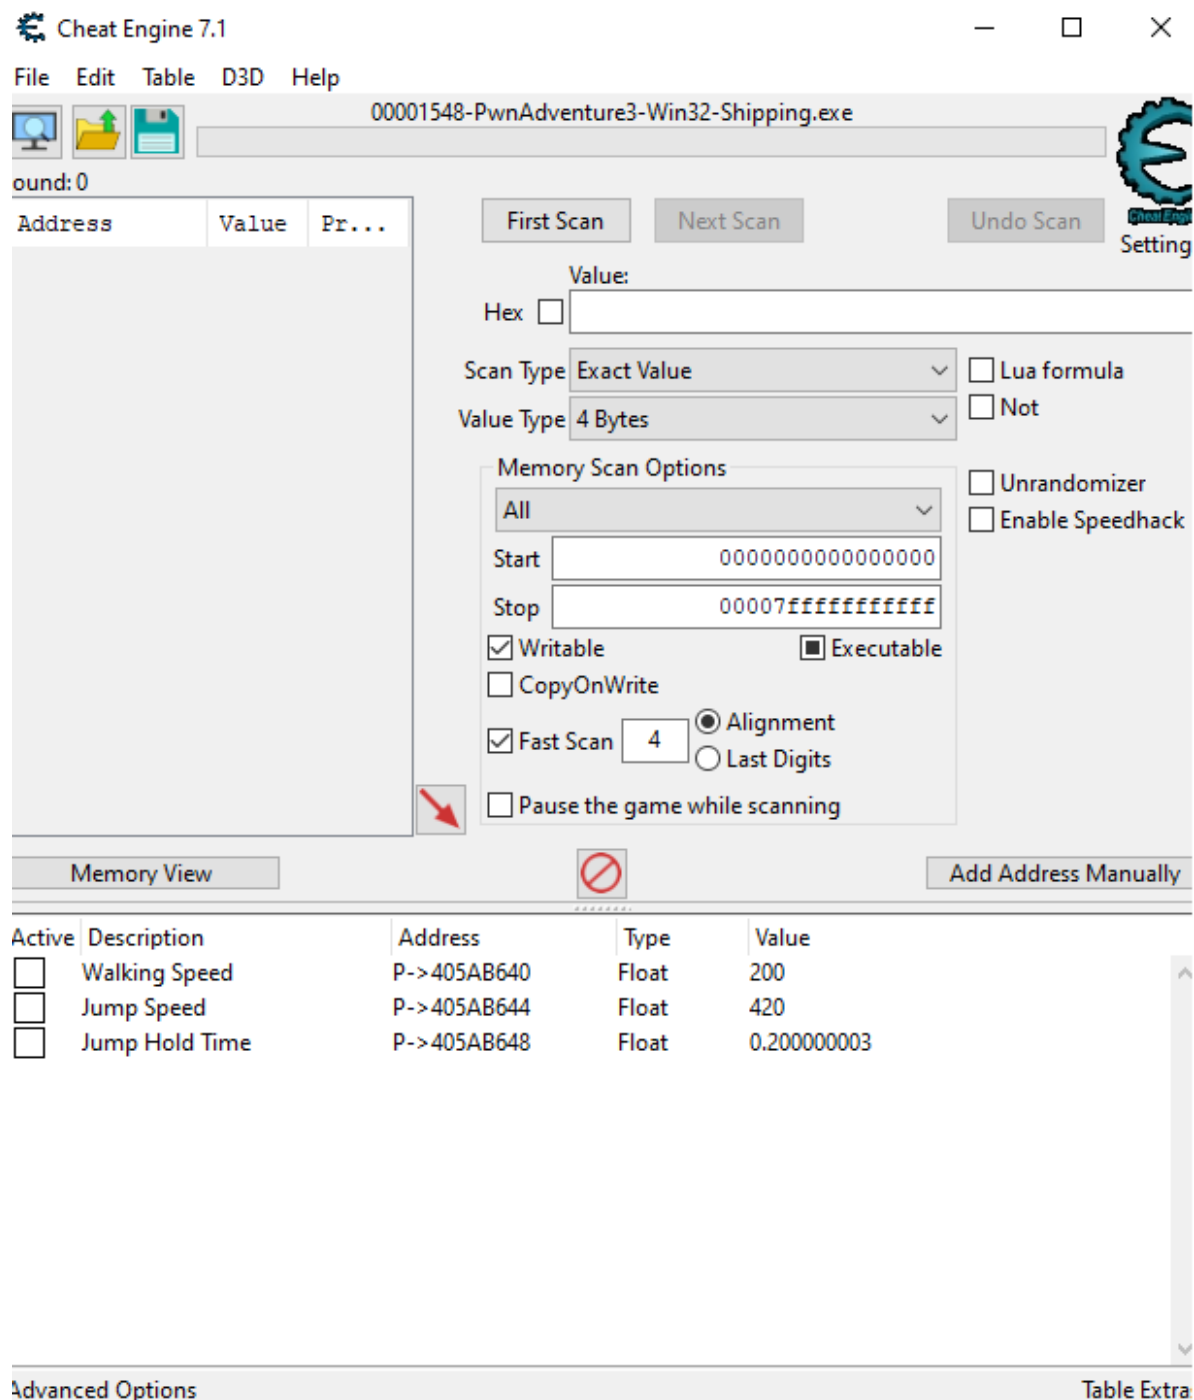 Cheat Engine 7.1
File Edit Table D3D Help
00001548-PwnAdventure3-Win32-Shipping.exe
ound: 0
Address Value Pr...
First Scan Next Scan Undo Scan
Cheat Engi
Setting
Value:
Hex
Scan Type Exact Value Lua formula
Value Type 4 Bytes Not
Memory Scan Options
All
Unrandomizer
Enable Speedhack
Start 0000000000000000
Stop 00007fffffffffff
Writable Executable
CopyOnWrite
Fast Scan 4 Alignment
Last Digits
Pause the game while scanning
Memory View Add Address Manually
Active Description Address Type Value
Walking Speed P->405AB640 Float 200
Jump Speed P->405AB644 Float 420
Jump Hold Time P->405AB648 Float 0.200000003
Advanced Options Table Extra